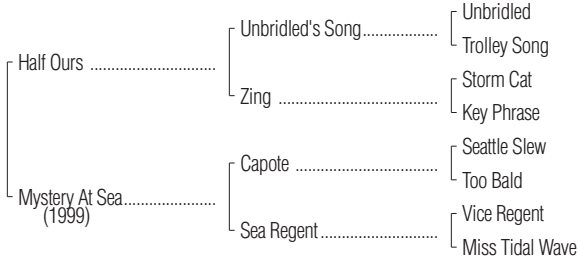 Unbridled
Unbridled's Song
Trolley Song
Half Ours
Storm Cat
Zing
Key Phrase
Seattle Slew
Capote
Too Bald
Mystery At Sea
(1999)
Vice Regent
Sea Regent
Miss Tidal Wave